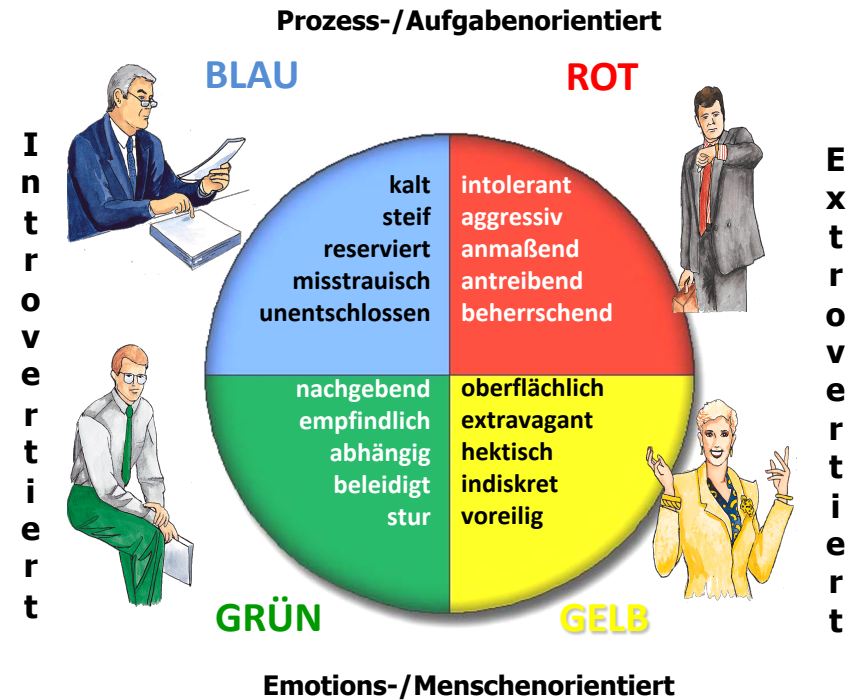 Prozess-/Aufgabenorientiert
BLAU
ROT
Introvertiert
Extrovertiert
kalt
steif
reserviert
misstrauisch
unentschlossen
intolerant
aggressiv
anmaßend
antreibend
beherrschend
nachgebend
empfindlich
abhängig
beleidigt
stur
oberflächlich
extravagant
hektisch
indiskret
voreilig
GRÜN
GELB
Emotions-/Menschenorientiert